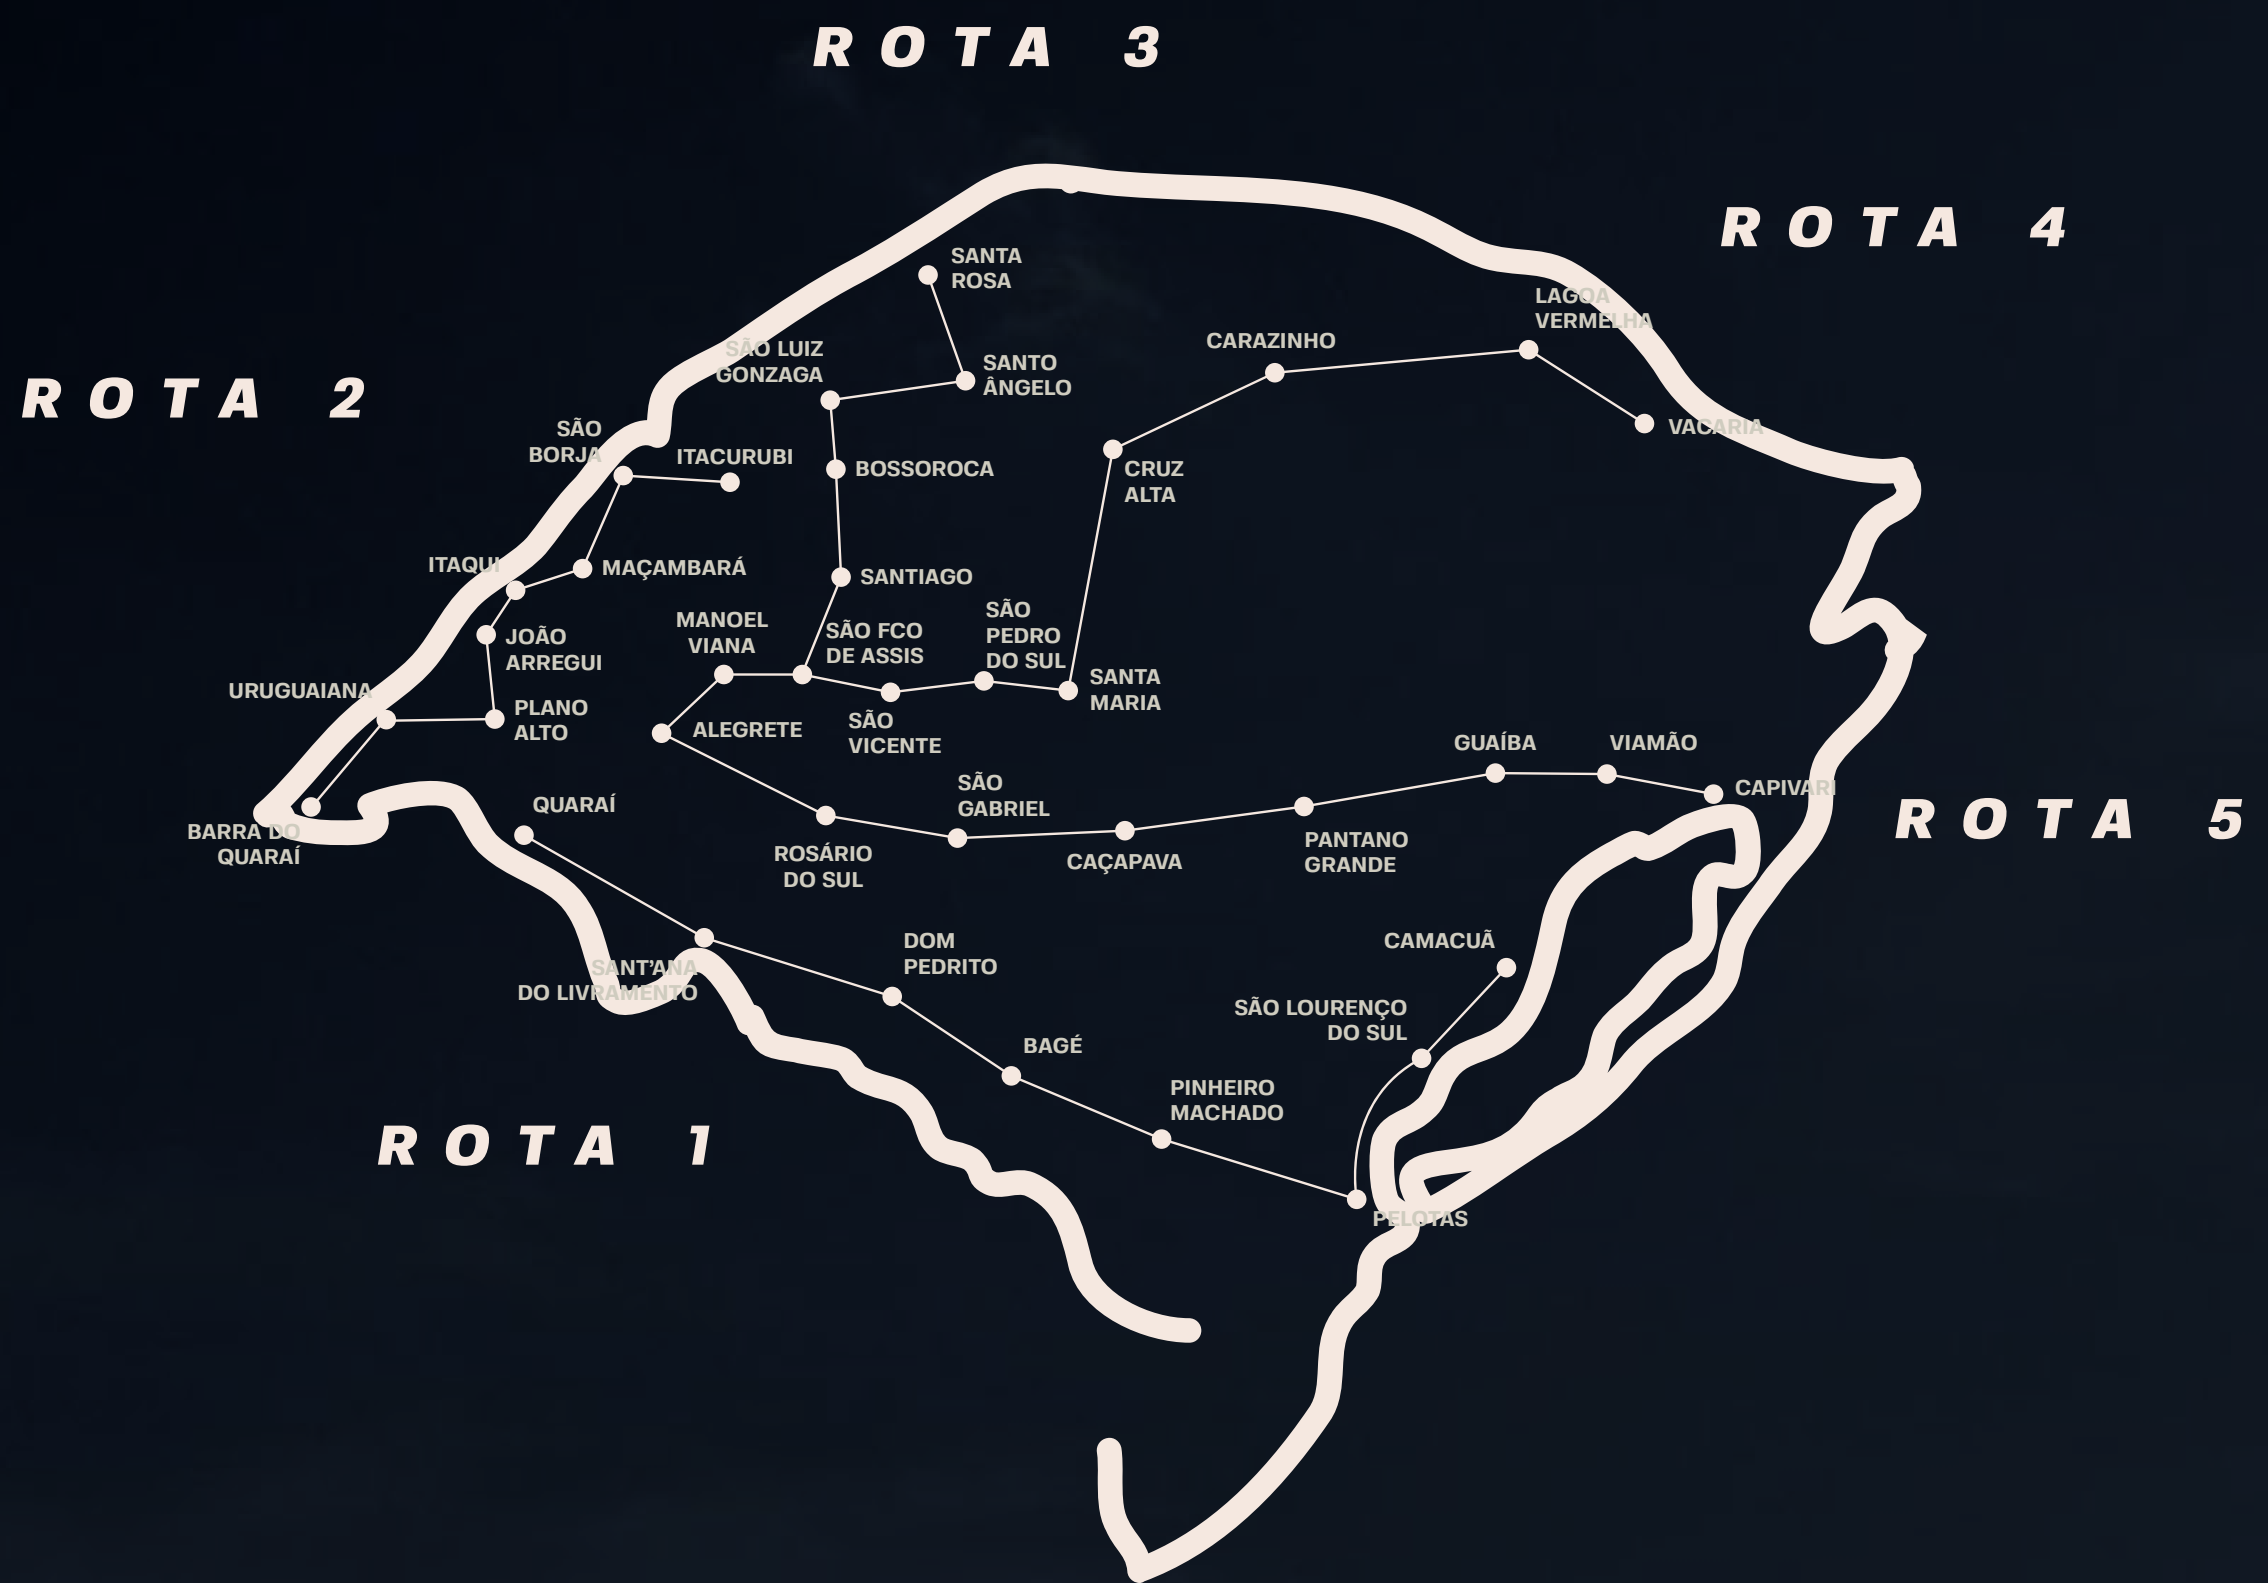 ROTA 3
ROTA 4
ROTA 2
SANTA
ROSA
LAGOA
VERMELHA
CARAZINHO
SÃO LUIZ
GONZAGA
SANTO
ÂNGELO
SÃO
BORJA
VACARIA
ITACURUBI
BOSSOROCA
CRUZ
ALTA
ITAQUI
MAÇAMBARÁ
SANTIAGO
MANOEL
VIANA
SÃO FCO
DE ASSIS
SÃO
PEDRO
DO SUL
JOÃO
ARREGUI
URUGUAIANA
SANTA
MARIA
PLANO
ALTO
ALEGRETE
SÃO
VICENTE
GUAÍBA
VIAMÃO
CAPIVARI
SÃO
GABRIEL
QUARAÍ
ROTA 5
BARRA DO
QUARAÍ
ROSÁRIO
DO SUL
CAÇAPAVA
PANTANO
GRANDE
DOM
PEDRITO
CAMACUÃ
SANT’ANA
DO LIVRAMENTO
SÃO LOURENÇO
DO SUL
BAGÉ
PINHEIRO
MACHADO
ROTA 1
PELOTAS